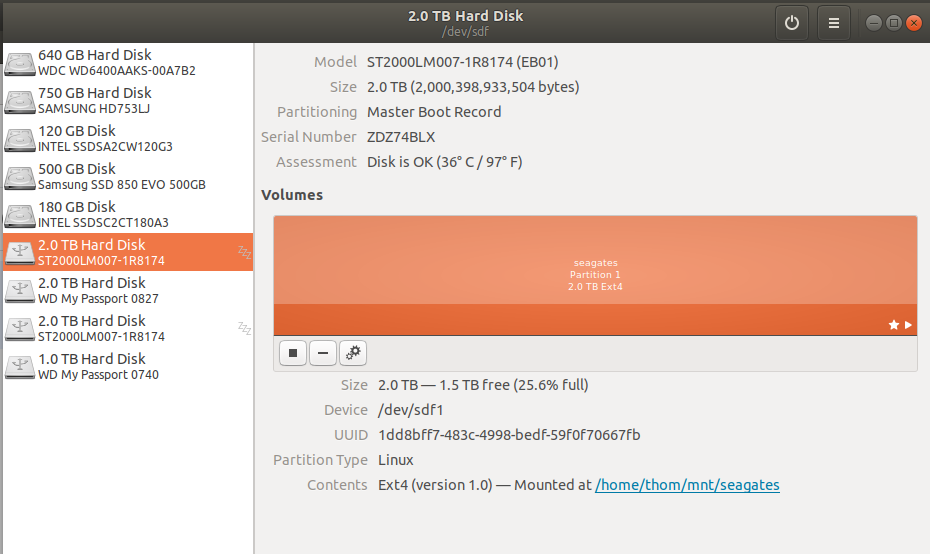 2.0 TB Hard Disk
/dev/sdf
640 GB Hard Disk
WDC WD6400AAKS-00A7B2
750 GB Hard Disk
SAMSUNG HD753LJ
120 GB Disk
INTEL SSDSA2CW120G3
500 GB Disk
Samsung SSD 850 EVO 500GB
180 GB Disk
INTEL SSDSC2CT180A3
2.0 TB Hard Disk
ST2000LM007-1R8174
zzz
2.0 TB Hard Disk
WD My Passport 0827
2.0 TB Hard Disk
ST2000LM007-1R8174
zzz
1.0 TB Hard Disk
WD My Passport 0740
Model ST2000LM007-1R8174 (EB01)
Size 2.0 TB (2,000,398,933,504 bytes)
Partitioning Master Boot Record
Serial Number ZDZ74BLX
Assessment Disk is OK (36° C / 97° F)
Volumes
seagates
Partition 1
2.0 TB Ext4
Size 2.0 TB — 1.5 TB free (25.6% full)
Device /dev/sdf1
UUID 1dd8bff7-483c-4998-bedf-59f0f70667fb
Partition Type Linux
Contents Ext4 (version 1.0) — Mounted at /home/thom/mnt/seagates